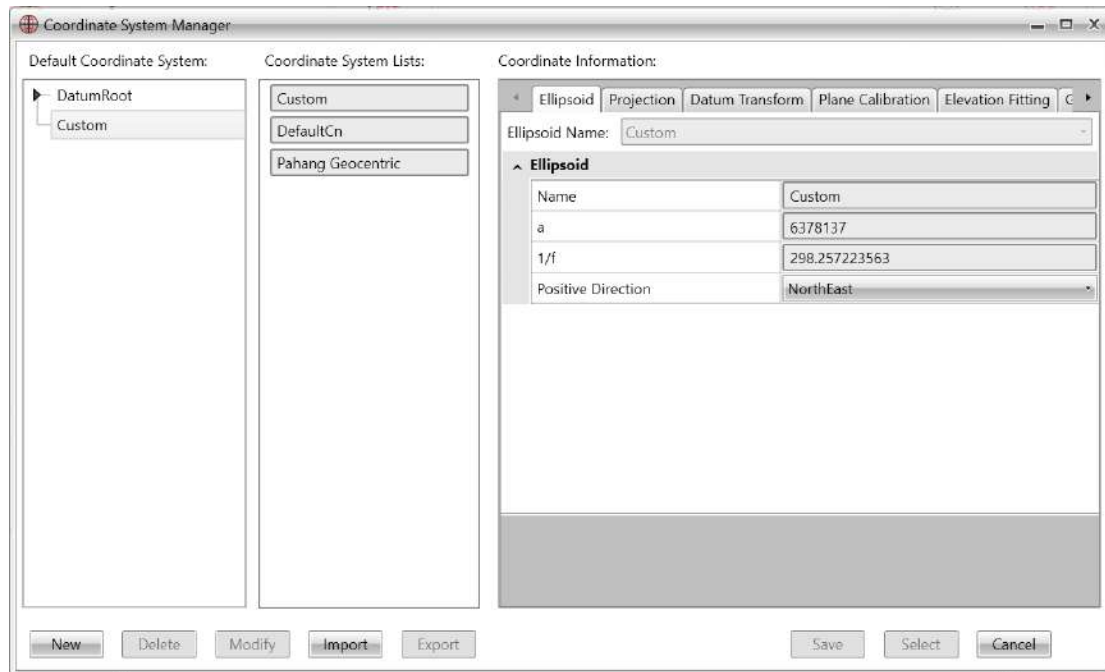 Coordinate System Manager
Default Coordinate System:
Coordinate System Lists:
Coordinate Information:
DatumRoot
Custom
Custom
DefaultCn
Pahang Geocentric
Ellipsoid
Projection
Datum Transform
Plane Calibration
Elevation Fitting
Ellipsoid Name:
Custom
Ellipsoid
Name
Custom
a
6378137
1/f
298.257223563
Positive Direction
NorthEast
New
Delete
Modify
Import
Export
Save
Select
Cancel